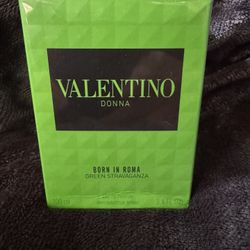 VALENTINO
DONNA
BORN IN ROMA
GREEN STRAVAGANZA